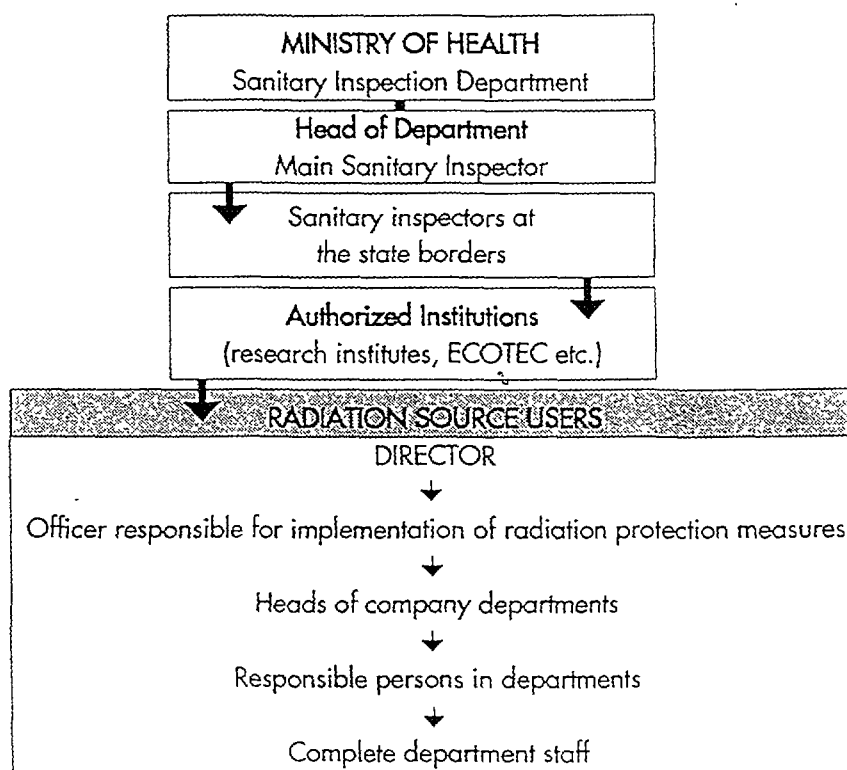 MINISTRY OF HEALTH
Sanitary Inspection Department
Head of Department
Main Sanitary Inspector
Sanitary inspectors at
the state borders
Authorized Institutions
(research institutes, ECOTEC etc.)
RADIATION SOURCE USERS
DIRECTOR
Officer responsible for implementation of radiation protection measures
Heads of company departments
Responsible persons in departments
Complete department staff